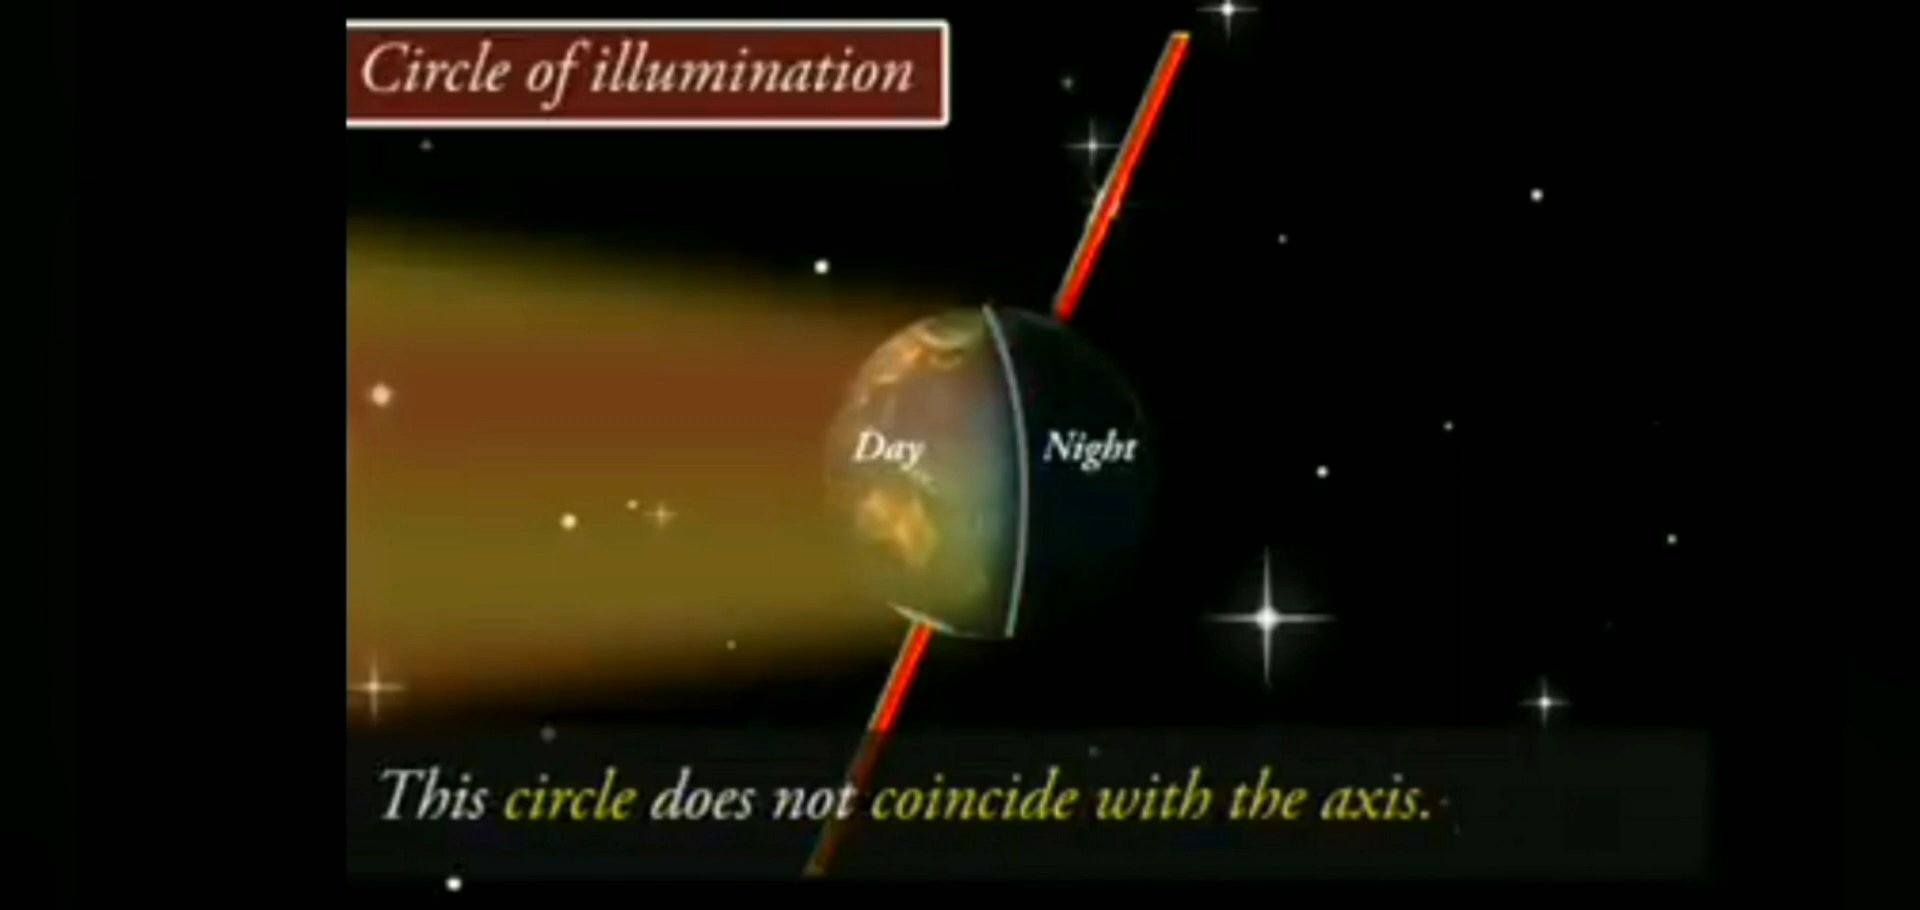 Circle of illumination
Day
Night
This circle does not coincide with the axis.